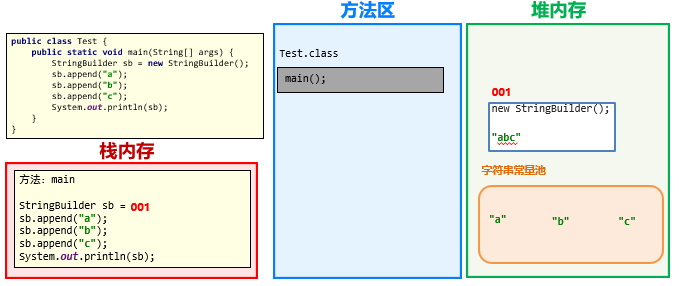 public class Test {
public static void main(String[] args) {
StringBuilder sb = new StringBuilder();
sb.append("a");
sb.append("b");
sb.append("c");
System.out.println(sb);
}
}
栈内存
方法：main
StringBuilder sb = 001
sb.append("a");
sb.append("b");
sb.append("c");
System.out.println(sb);
方法区
Test.class
main();
堆内存
001
new StringBuilder();
"abc"
字符串常量池
"a" "b" "c"